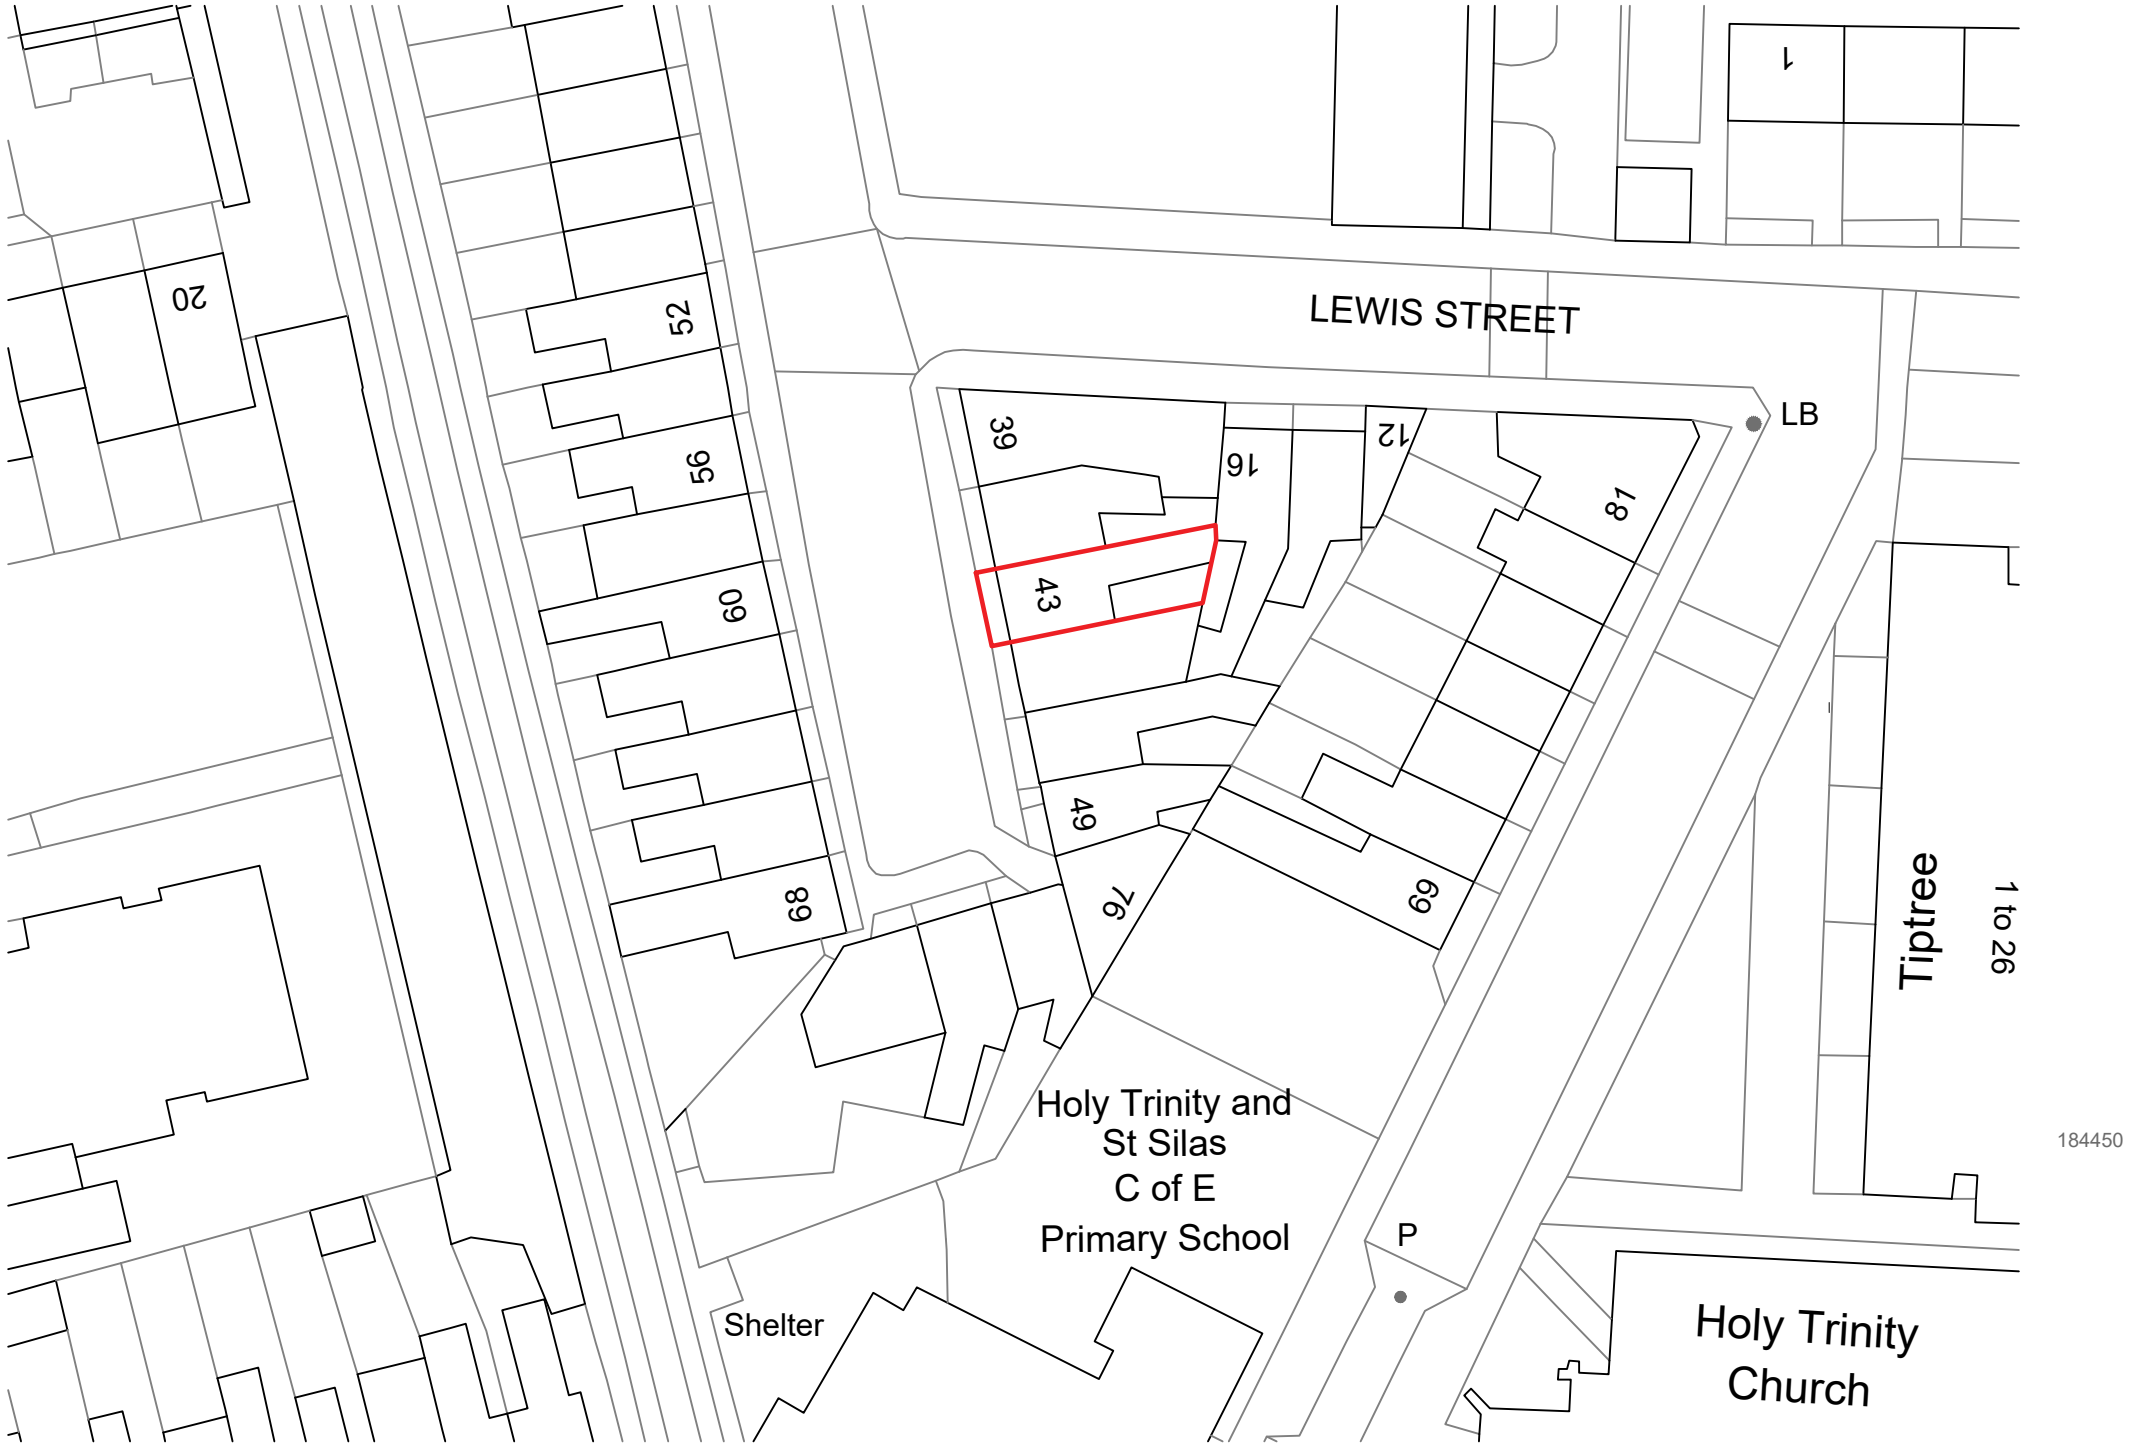 1
20
52
LEWIS STREET
39
12
LB
16
56
81
43
60
49
68
76
69
Tiptree
1 to 26
Holy Trinity and
St Silas
C of E
Primary School
184450
P
Shelter
Holy Trinity
Church